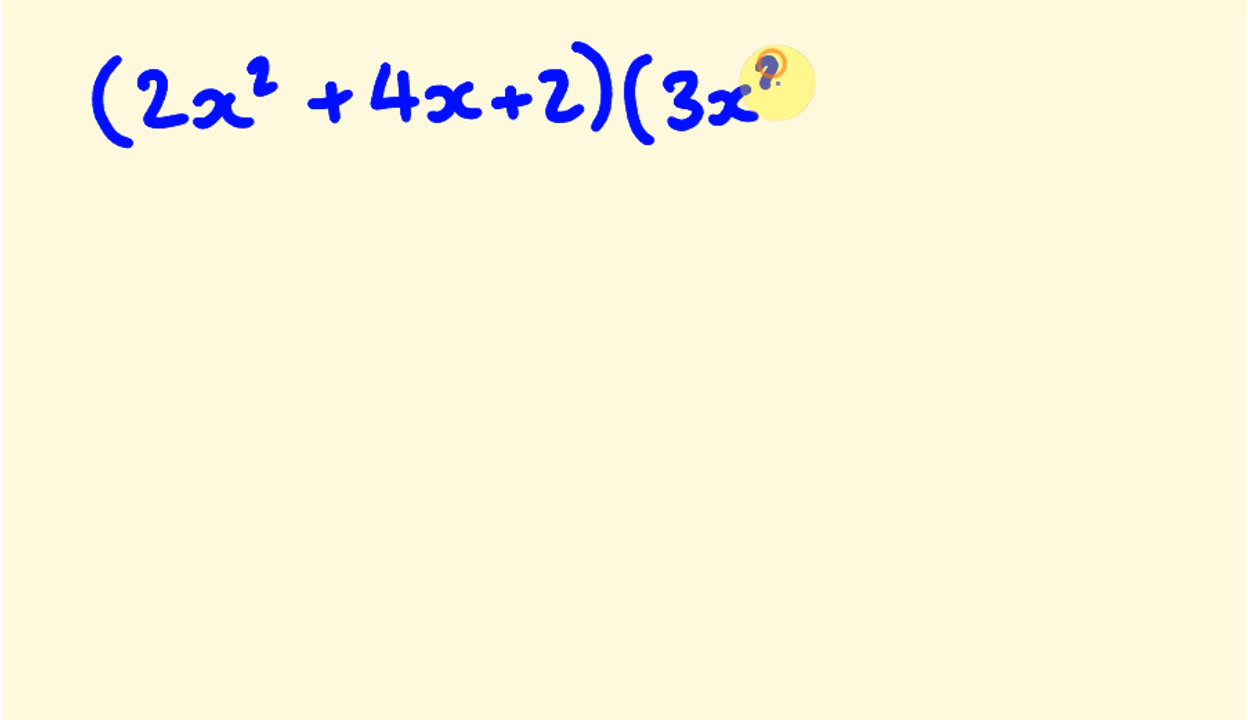 (2x² + 4x + 2)(3x